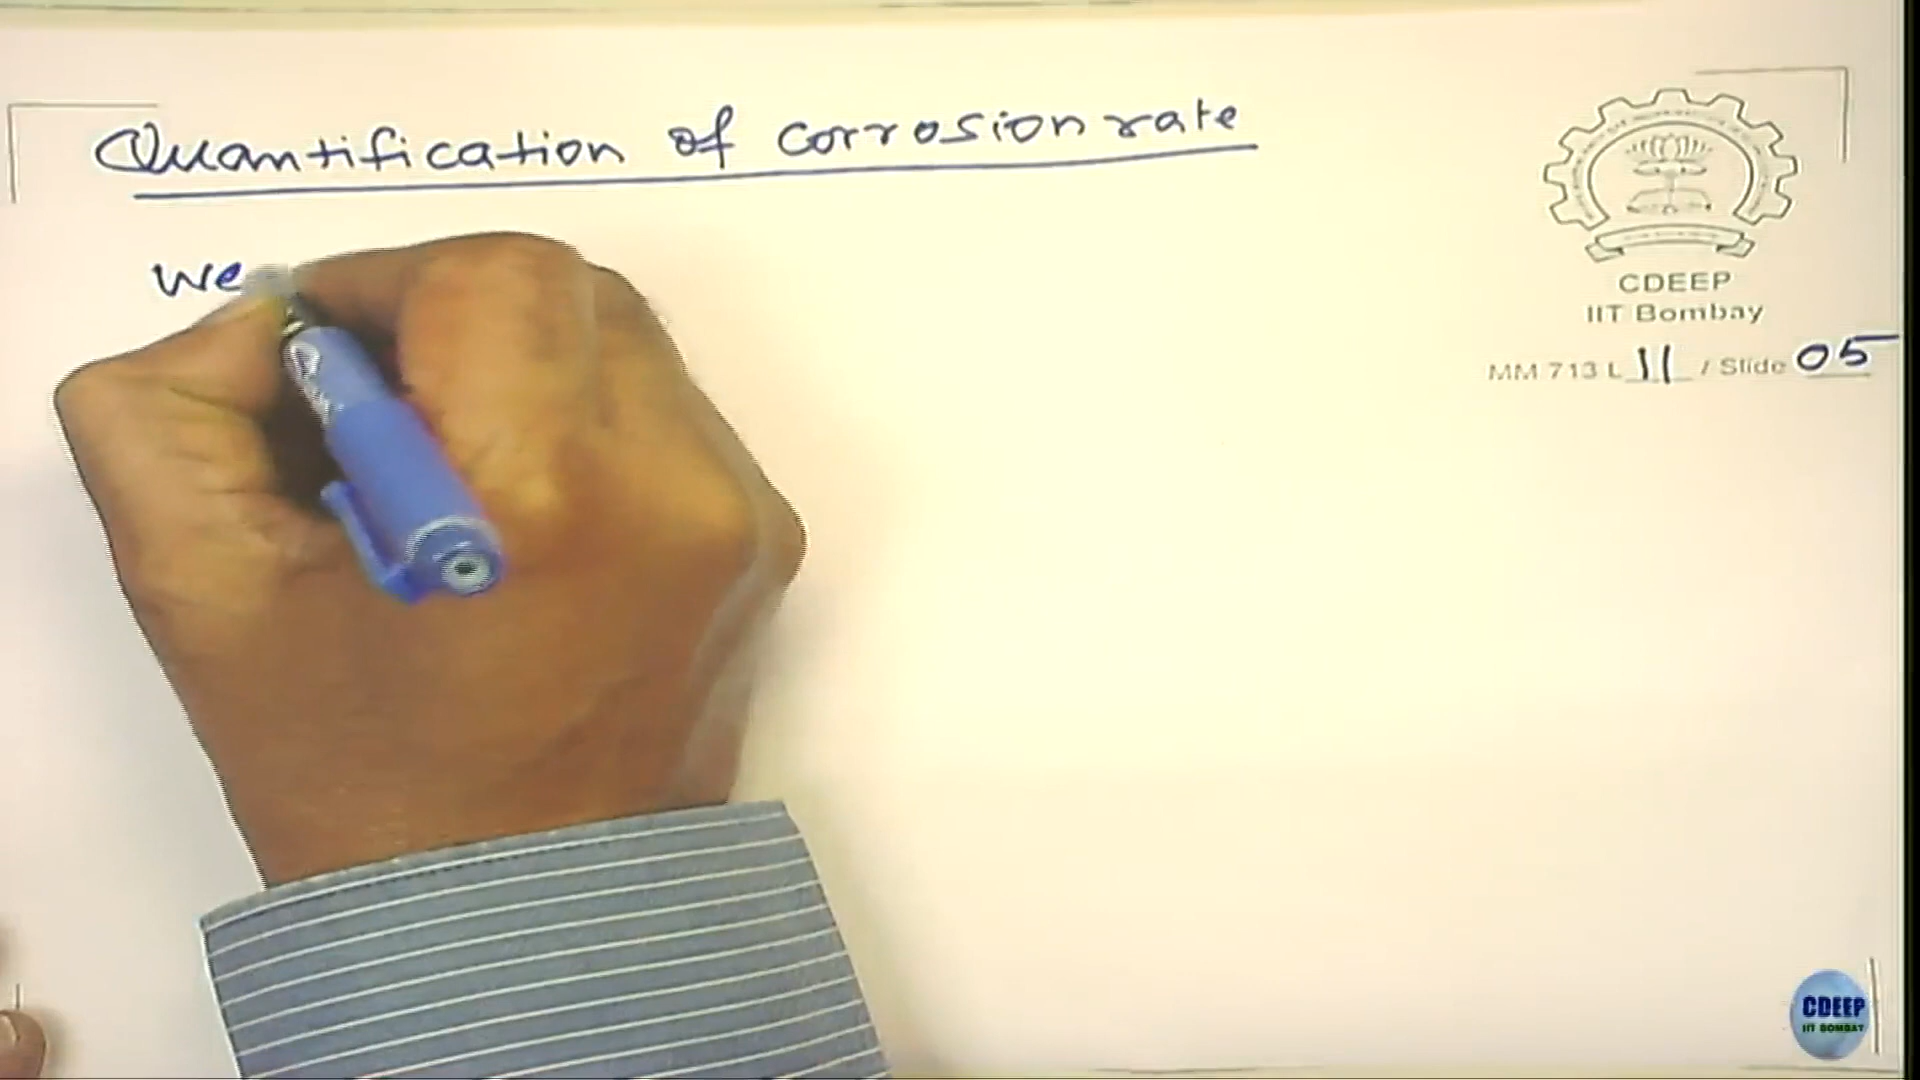 Quantification of corrosion rate
We
CDEEP
IIT Bombay
MM 713 L 11 / Slide 05
CDEEP
IIT BOMBAY